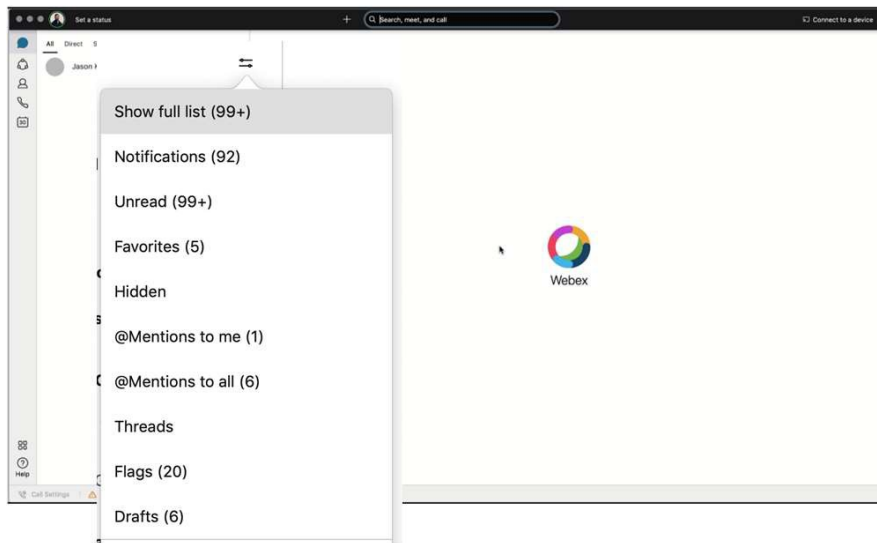 Set a status
Search, meet, and call
Connect to a device
All Direct S
Jason
30
Show full list (99+)
Notifications (92)
Unread (99+)
Favorites (5)
Hidden
@Mentions to me (1)
@Mentions to all (6)
Threads
Flags (20)
Drafts (6)
Webex
Help
Call Settings